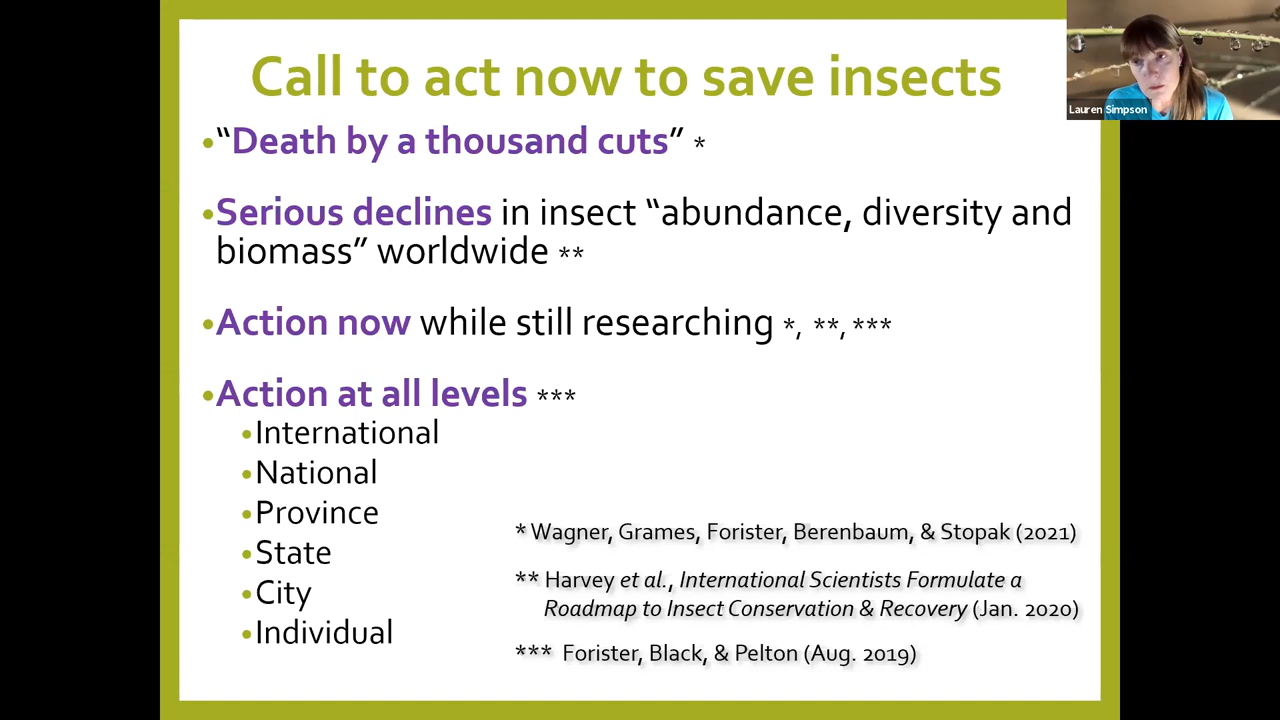 Call to act now to save insects
Lauren Simpson
•“Death by a thousand cuts” *
•Serious declines in insect “abundance, diversity and
biomass” worldwide **
•Action now while still researching *, **, ***
•Action at all levels ***
•International
•National
•Province
•State
•City
•Individual
* Wagner, Grames, Forister, Berenbaum, & Stopak (2021)
** Harvey et al., International Scientists Formulate a
Roadmap to Insect Conservation & Recovery (Jan. 2020)
*** Forister, Black, & Pelton (Aug. 2019)